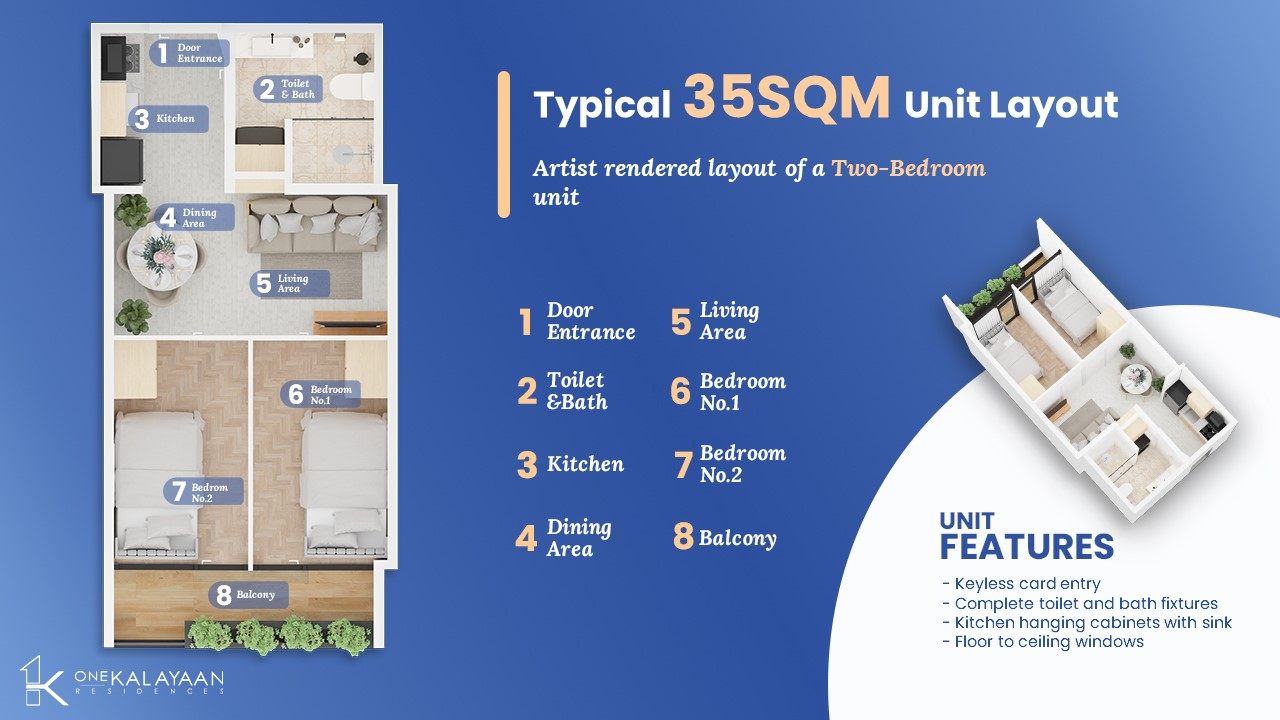 1 Door
Entrance
2 Toilet
& Bath
3 Kitchen
4 Dining
Area
5 Living
Area
6 Bedroom
No.1
7 Bedrom
No.2
8 Balcony
ONEKALAYAAN
RESIDENCES
Typical 35SQM Unit Layout
Artist rendered layout of a Two-Bedroom
unit
1 Door
Entrance
2 Toilet
&Bath
3 Kitchen
4 Dining
Area
5 Living
Area
6 Bedroom
No.1
7 Bedroom
No.2
8 Balcony
UNIT
FEATURES
- Keyless card entry
- Complete toilet and bath fixtures
- Kitchen hanging cabinets with sink
- Floor to ceiling windows